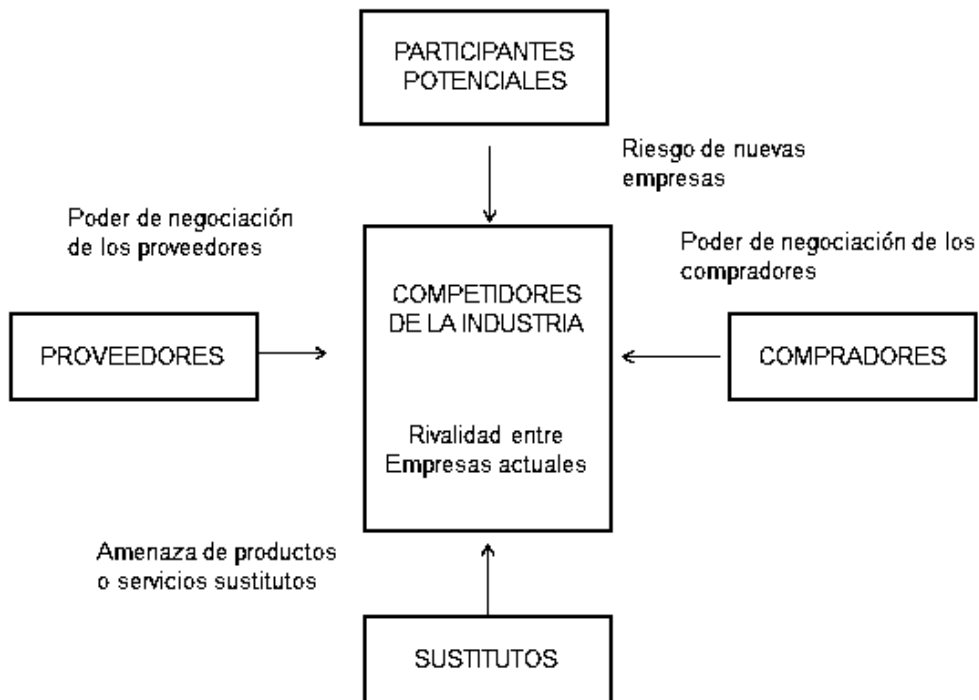 PARTICIPANTES
POTENCIALES
Riesgo de nuevas
empresas
Poder de negociación
de los proveedores
Poder de negociación de los
compradores
COMPETIDORES
DE LA INDUSTRIA
PROVEEDORES
COMPRADORES
Rivalidad entre
Empresas actuales
Amenaza de productos
o servicios sustitutos
SUSTITUTOS